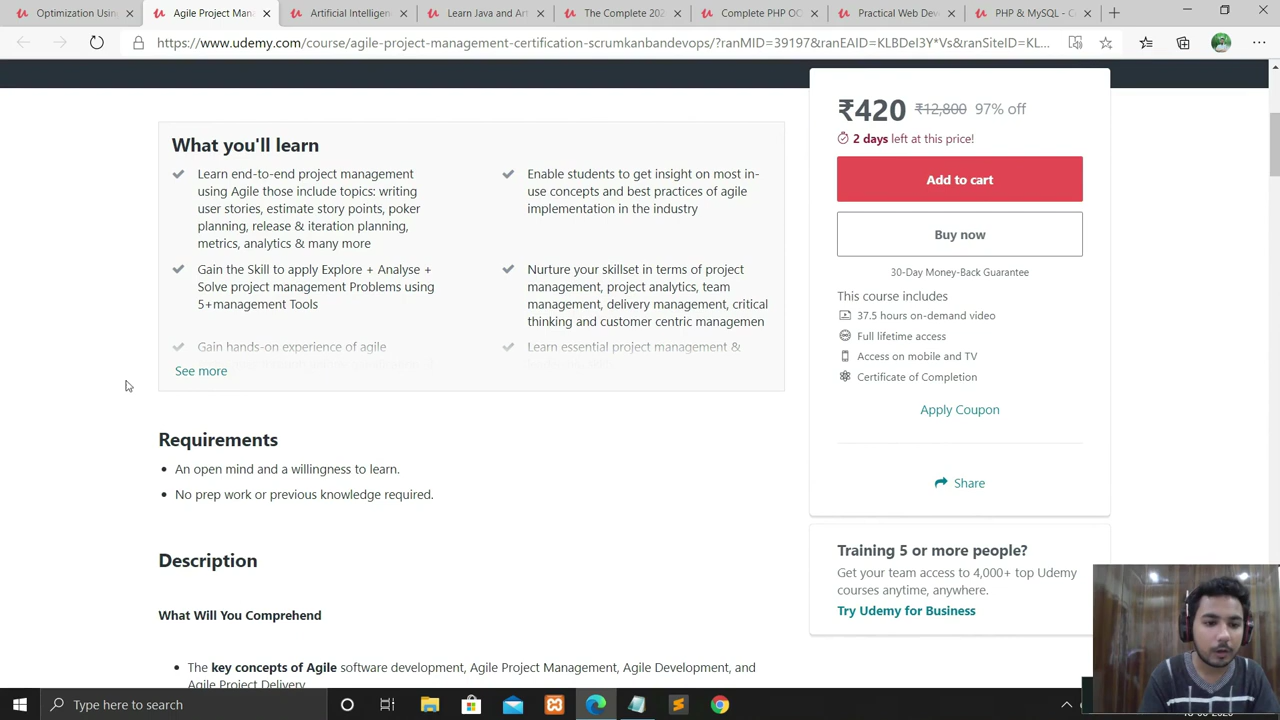 Optimization Using
Agile Project Man
Artificial Intelligen
Learn Java and Ar
The Complete 202
Complete PHP OO
Practical Web Dev
PHP & MySQL - C
https://www.udemy.com/course/agile-project-management-certification-scrumkanbandevops/?ranMID=39197&ranEAID=KLBDel3Y*Vs&ranSiteID=KL...
What you'll learn
Learn end-to-end project management
using Agile those include topics: writing
user stories, estimate story points, poker
planning, release & iteration planning,
metrics, analytics & many more
Enable students to get insight on most in-
use concepts and best practices of agile
implementation in the industry
Gain the Skill to apply Explore + Analyse +
Solve project management Problems using
5+management Tools
Nurture your skillset in terms of project
management, project analytics, team
management, delivery management, critical
thinking and customer centric managemen
Gain hands-on experience of agile
Learn essential project management &
See more
Requirements
An open mind and a willingness to learn.
No prep work or previous knowledge required.
Description
What Will You Comprehend
The key concepts of Agile software development, Agile Project Management, Agile Development, and
Agile Project Delivery
₹420 ₹12,800 97% off
2 days left at this price!
Add to cart
Buy now
30-Day Money-Back Guarantee
This course includes
37.5 hours on-demand video
Full lifetime access
Access on mobile and TV
Certificate of Completion
Apply Coupon
Share
Training 5 or more people?
Get your team access to 4,000+ top Udemy
courses anytime, anywhere.
Try Udemy for Business
Type here to search